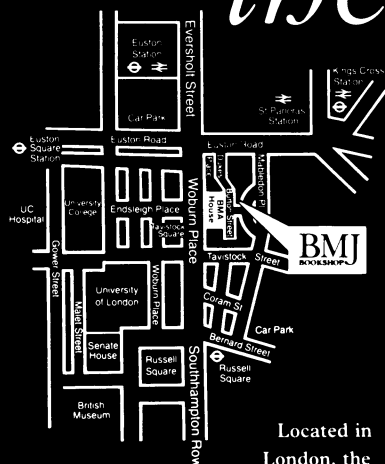 the
Euston
Station
Eversholt Street
Kings Cross
Station
St Pancras
Station
Car Park
Euston
Square
Station
Euston Road
Euston Road
Dukes
Burton Street
Mabledon Pl
UC
Hospital
University
College
Endsleigh Place
Tavistock
Square
Woburn Place
BMA
House
BMJ
BOOKSHOP
Tavistock Street
Gower Street
Malet Street
University
of London
Woburn Place
Coram St
Car Park
Bernard Street
Senate
House
Russell
Square
Russell
Square
British
Museum
Southhampton Row
Located in
London, the